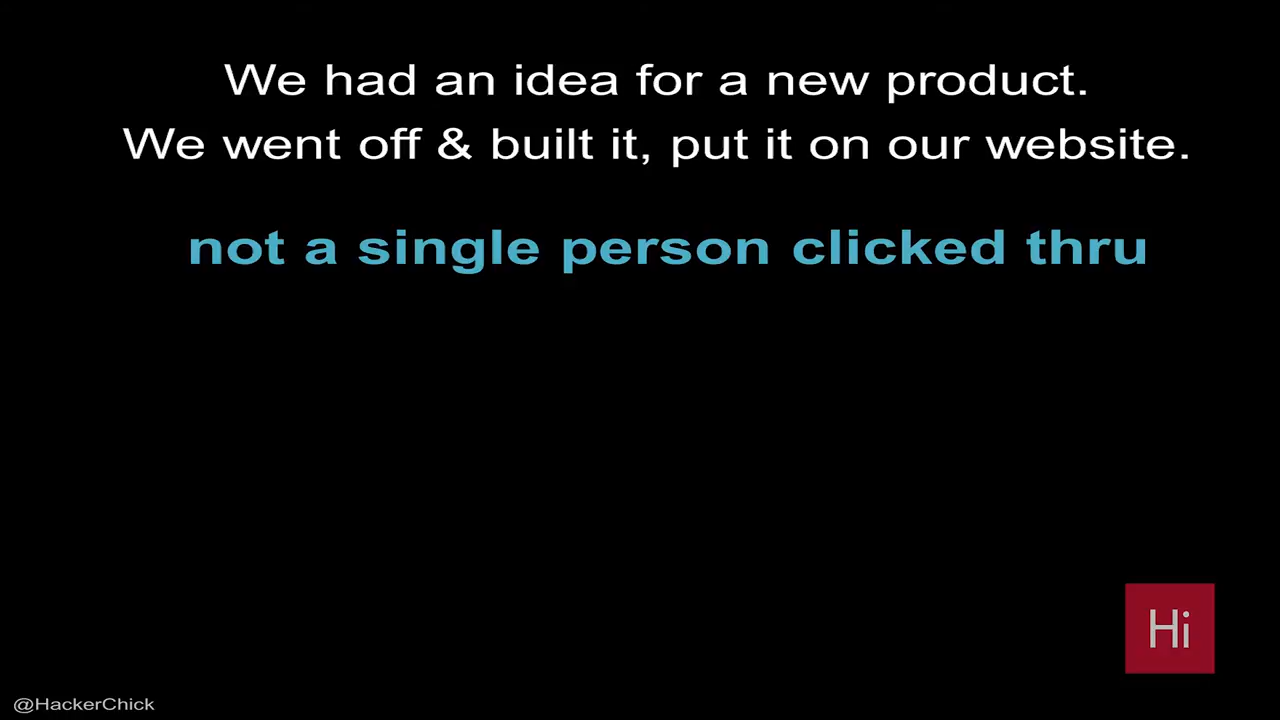 We had an idea for a new product.
We went off & built it, put it on our website.
not a single person clicked thru
Hi
@HackerChick